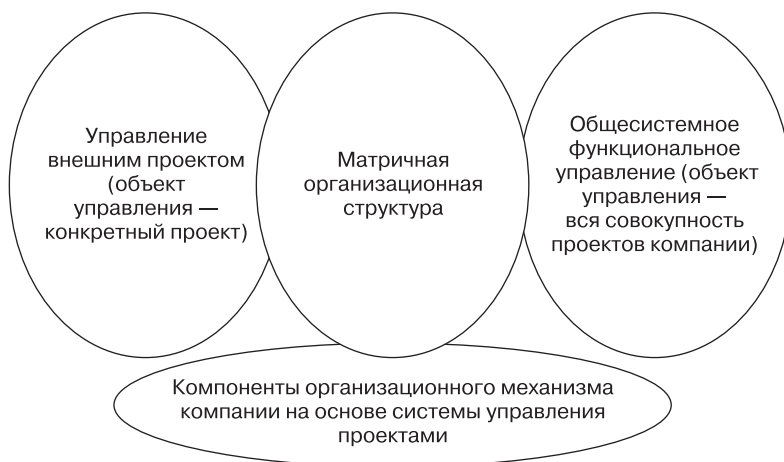 Управление
внешним проектом
(объект
управления —
конкретный проект)
Матричная
организационная
структура
Общесистемное
функциональное
управление (объект
управления —
вся совокупность
проектов компании)
Компоненты организационного механизма
компании на основе системы управления
проектами